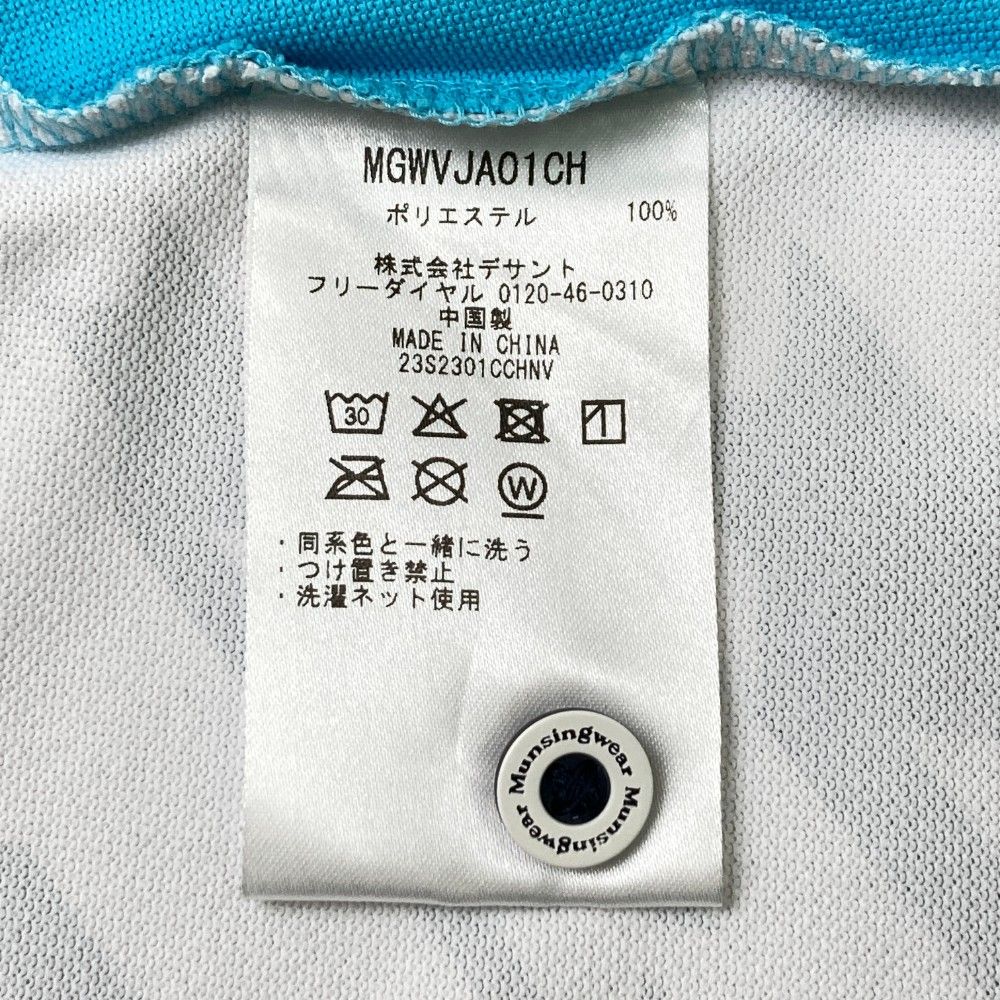 MGWVJA01CH
ポリエステル 100%
株式会社デサント
フリーダイヤル 0120-46-0310
中国製
MADE IN CHINA
23S2301CCHNV
30
W
・同系色と一緒に洗う
・つけ置き禁止
・洗濯ネット使用
Munsingwear Munsingwear